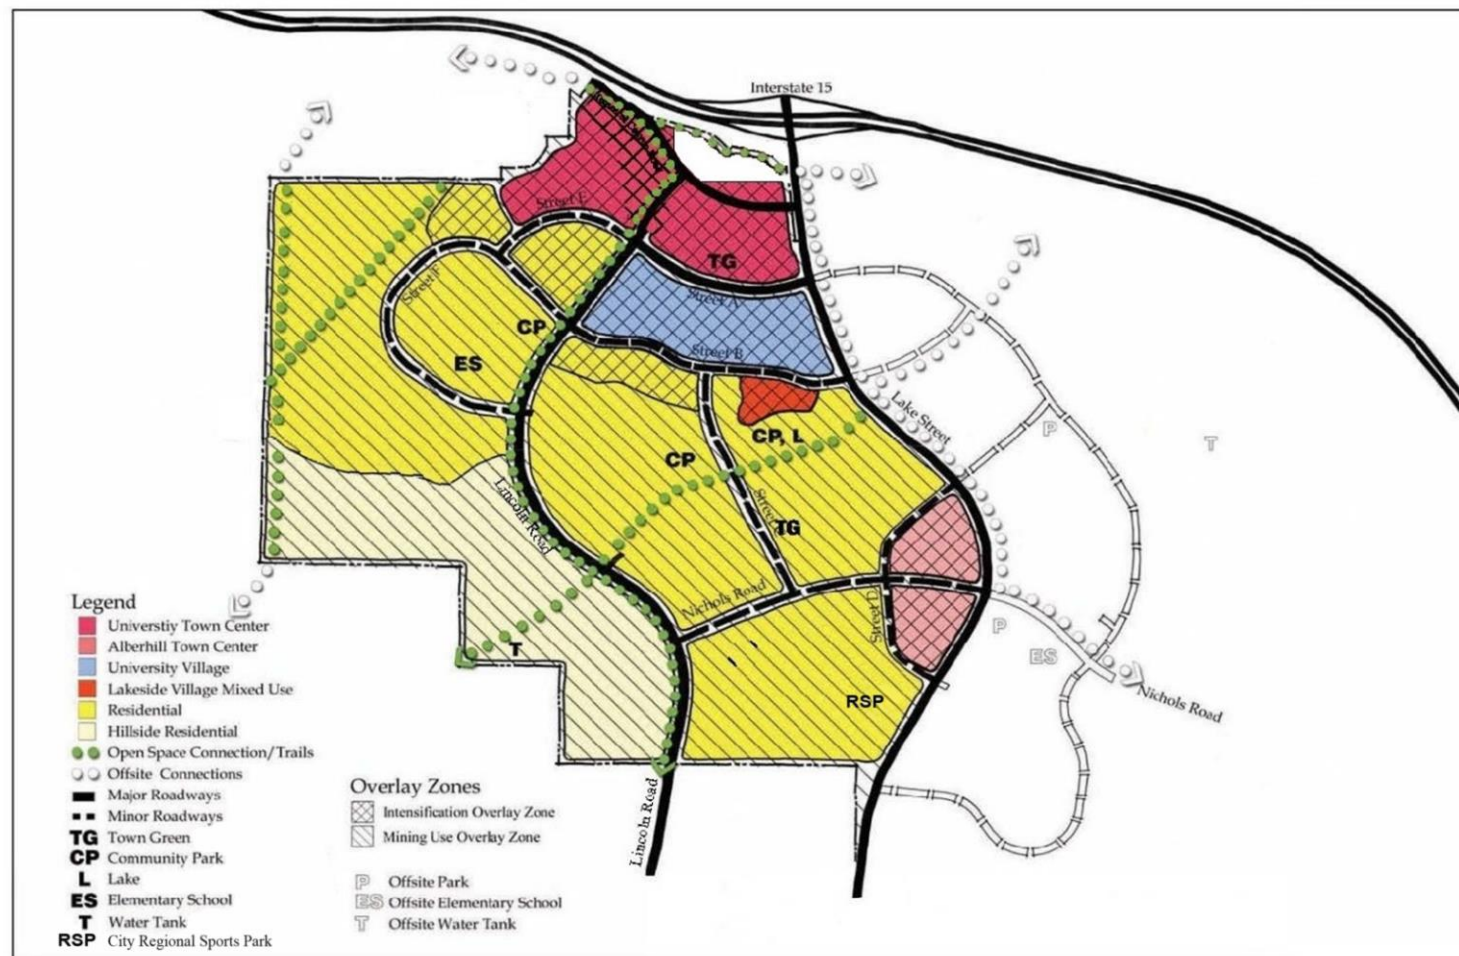 Interstate 15
Street E
TG
Street F
Street A
CP
Street B
ES
Lake Street
CP, L
P
T
CP
Lincoln Road
Street
TG
Nichols Road
Street D
P
ES
T
Nichols Road
RSP
Lincoln Road
Legend
Universtiy Town Center
Alberhill Town Center
University Village
Lakeside Village Mixed Use
Residential
Hillside Residential
Open Space Connection/Trails
Offsite Connections
Major Roadways
Minor Roadways
TG Town Green
CP Community Park
L Lake
ES Elementary School
T Water Tank
RSP City Regional Sports Park
Overlay Zones
Intensification Overlay Zone
Mining Use Overlay Zone
P Offsite Park
ES Offsite Elementary School
T Offsite Water Tank